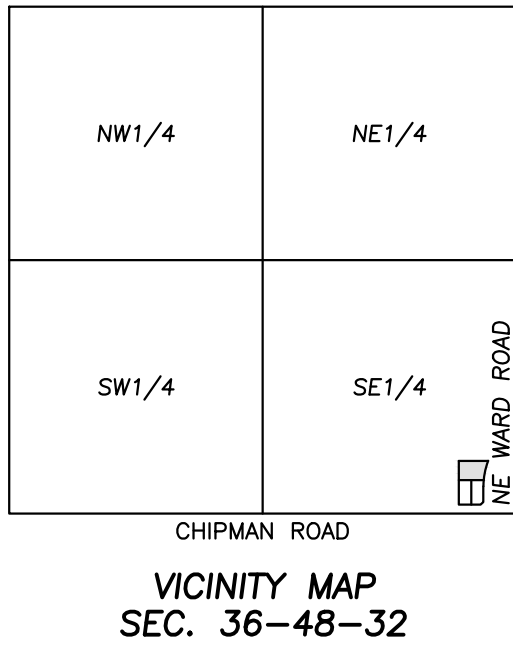 NW1/4
NE1/4
SW1/4
SE1/4
NE WARD ROAD
CHIPMAN ROAD
VICINITY MAP
SEC. 36-48-32